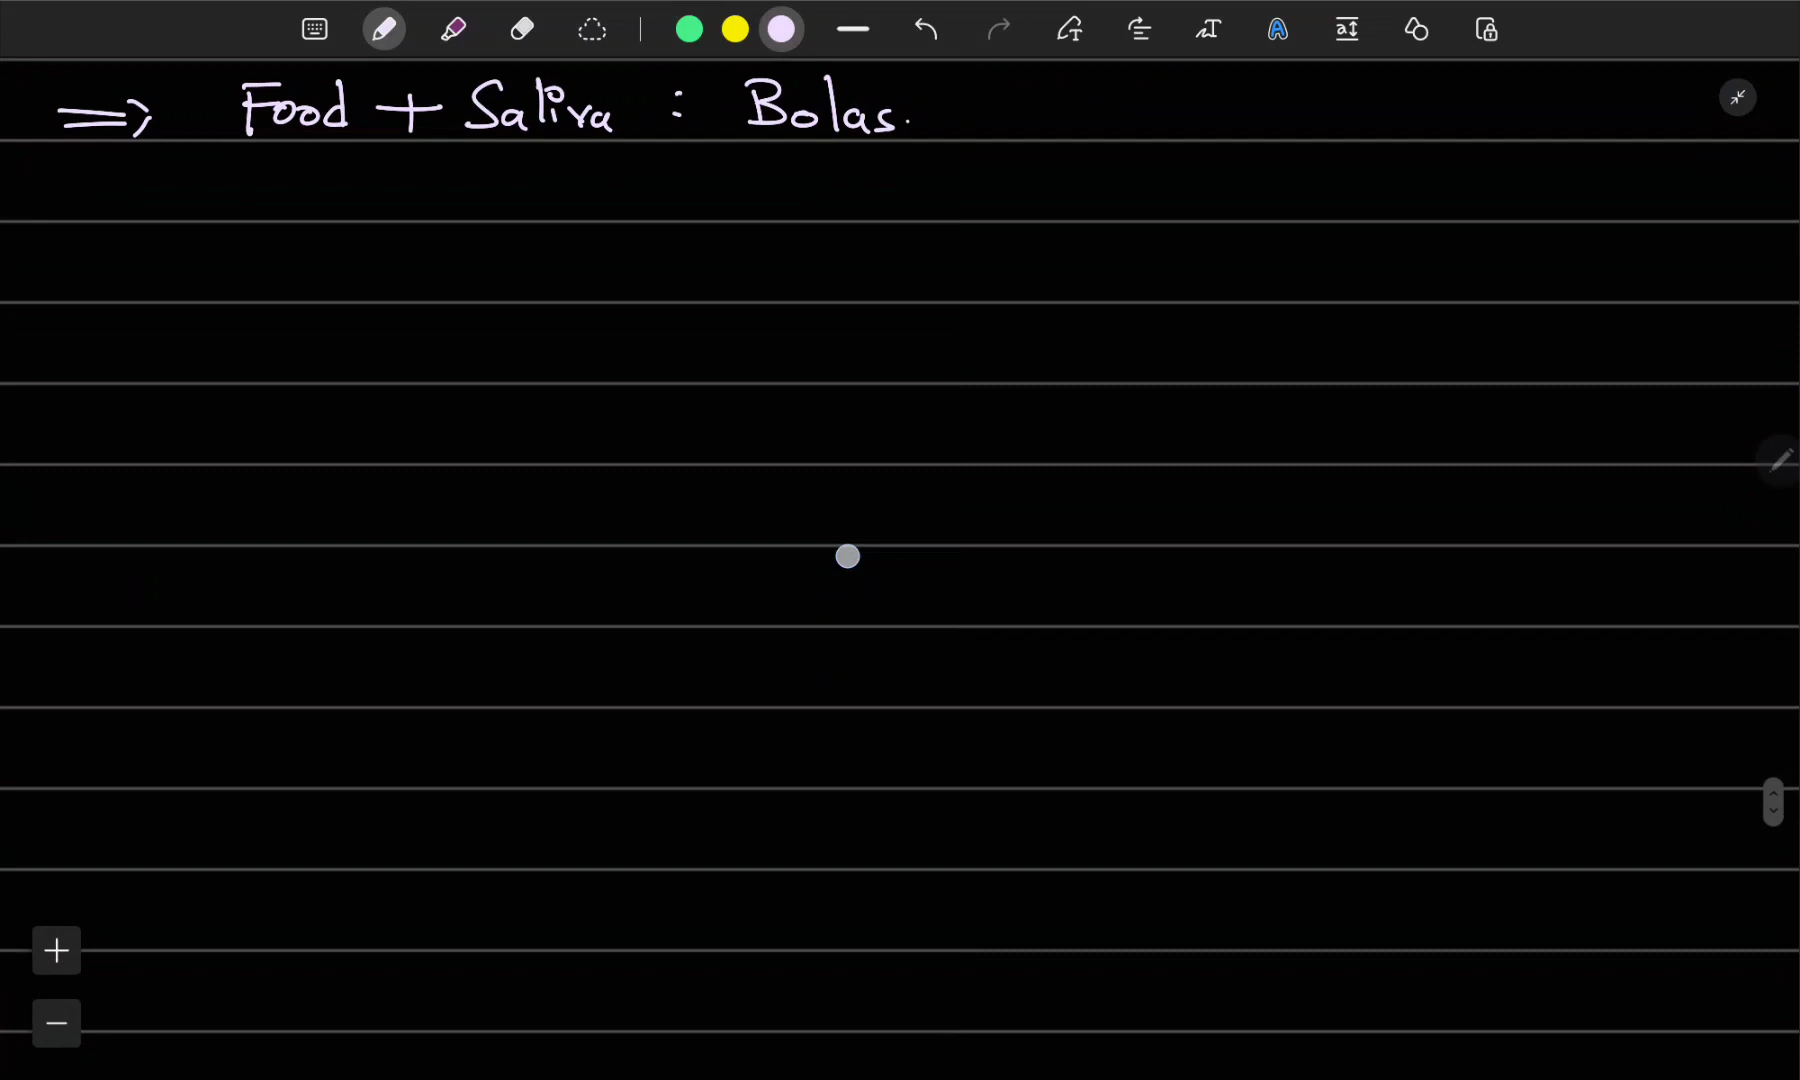 ⇒ Food + Saliva : Bolas.